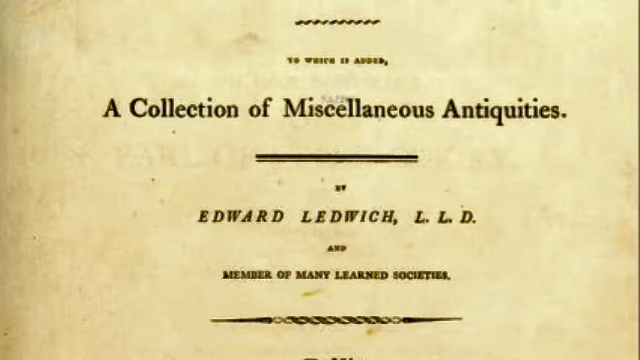 TO WHICH IS ADDED,
A Collection of Miscellaneous Antiquities.
BY
EDWARD LEDWICH, L. L. D.
AND
MEMBER OF MANY LEARNED SOCIETIES.